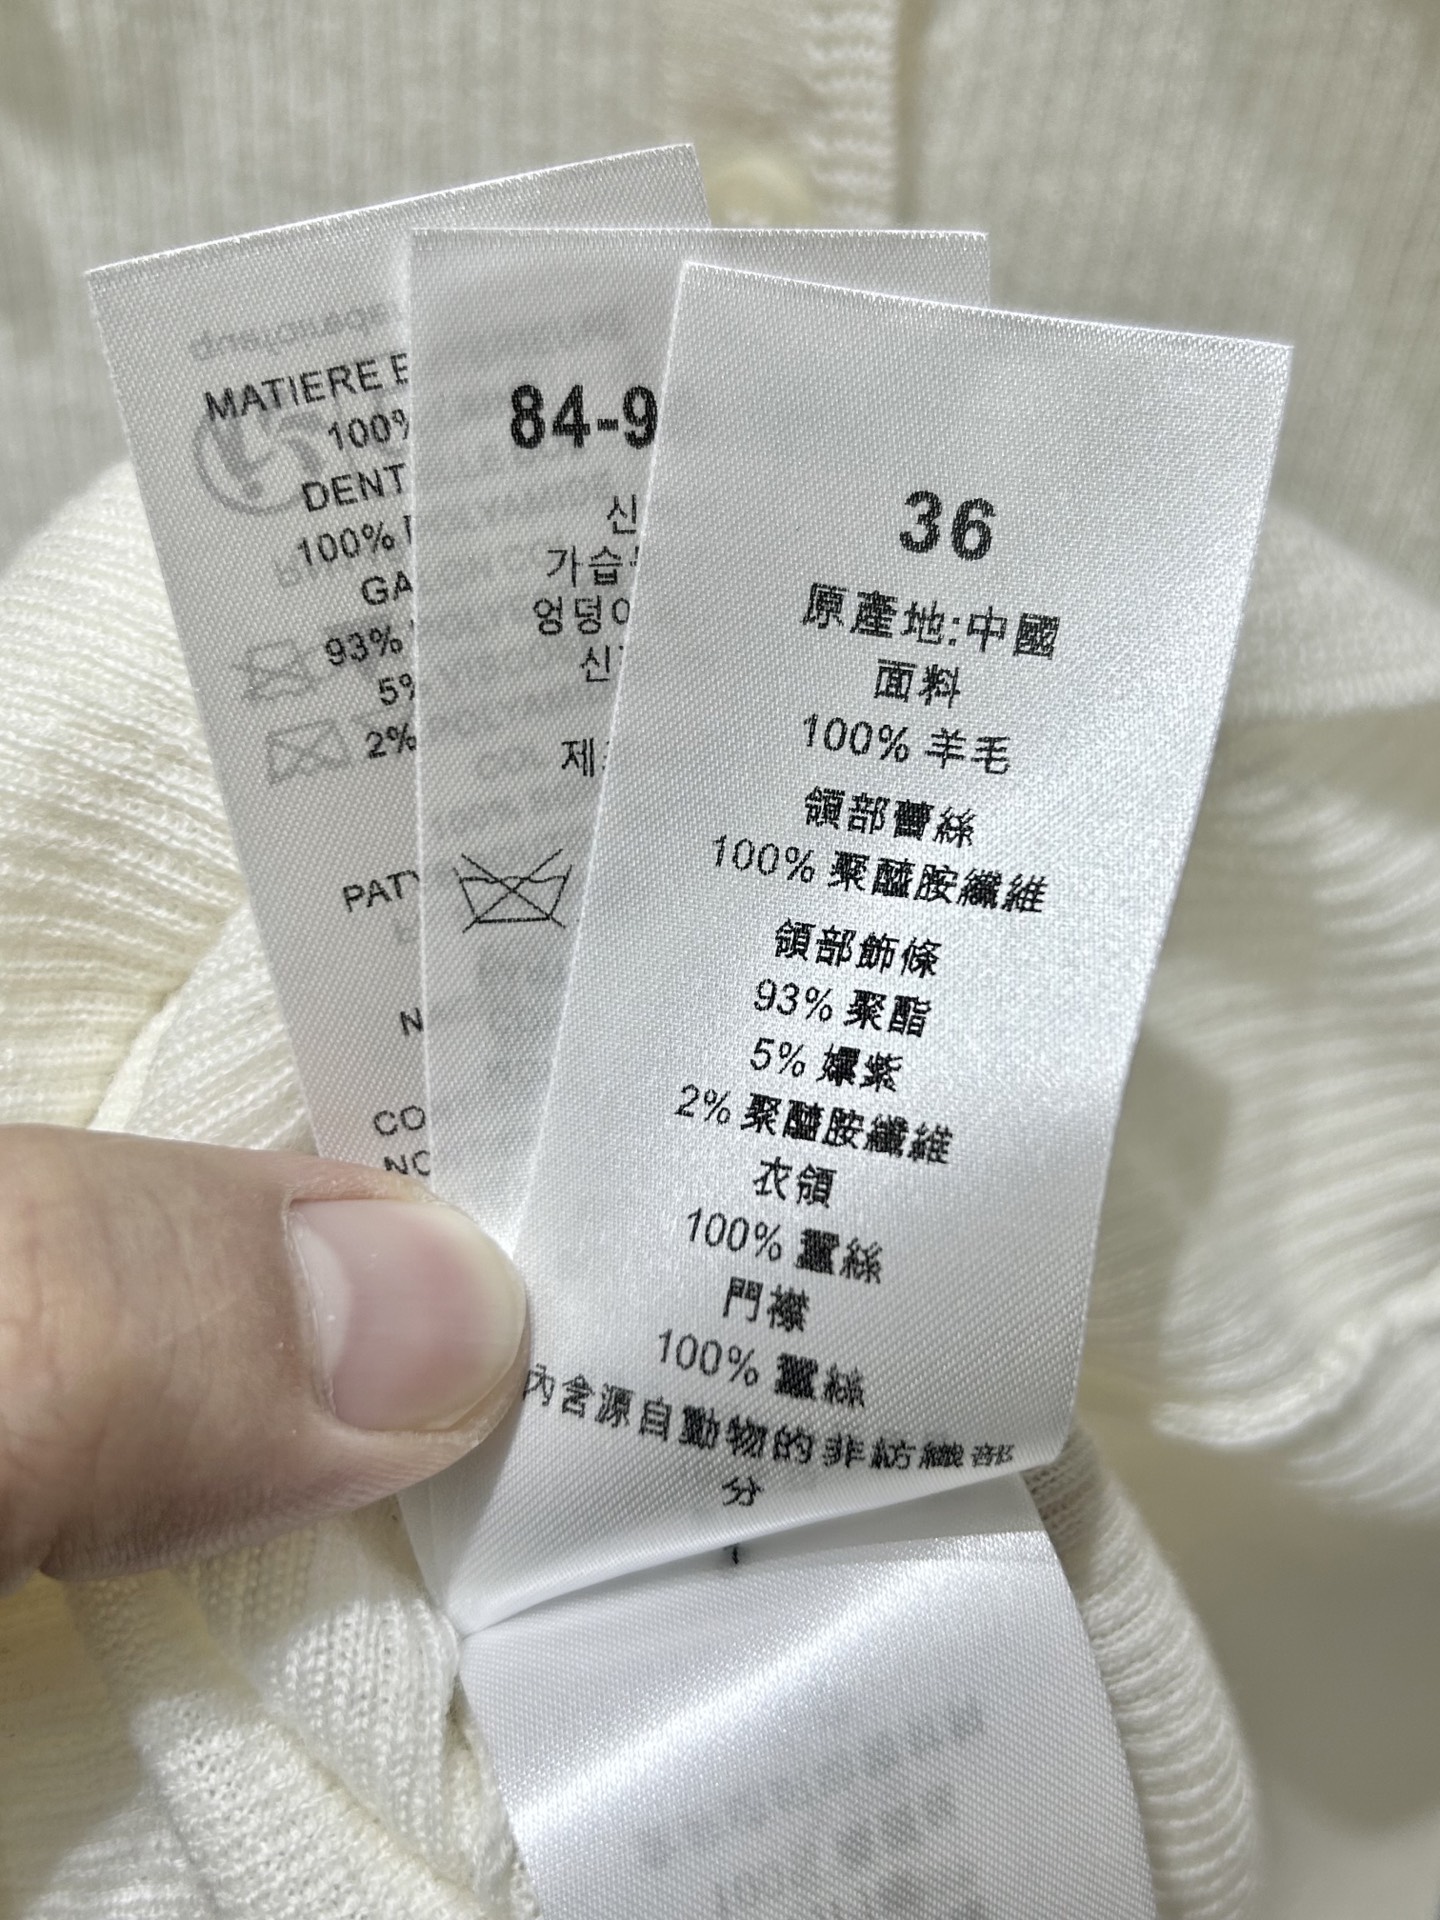 MATIERE
100%
DENT
100%
GA
93%
5%
2%
PAT
CO
84-9
신
가슴
엉덩이
신
제
36
原產地:中國
面料
100% 羊毛
領部蕾絲
100% 聚醯胺纖維
領部飾條
93% 聚酯
5% 嫘縈
2% 聚醯胺纖維
衣領
100% 蠶絲
門襟
100% 蠶絲
內含源自動物的非紡織部
分